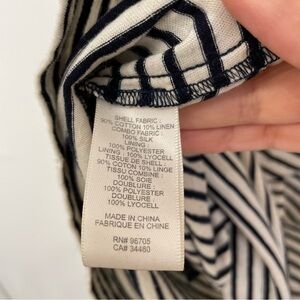 SHELL FABRIC:
90% COTTON 10% LINEN
COMBO FABRIC:
100% SILK
LINING
100% POLYESTER
LINING: 100% LYOCELL
TISSUE DE SHELL:
90% COTON 10% LINGE
TISSU COMBINE:
100% SOIE
DOUBLURE:
100% POLYESTER
DOUBLURE:
100% LYOCELL
MADE IN CHINA
FABRIQUE EN CHINE
RN# 96705
CA# 34480